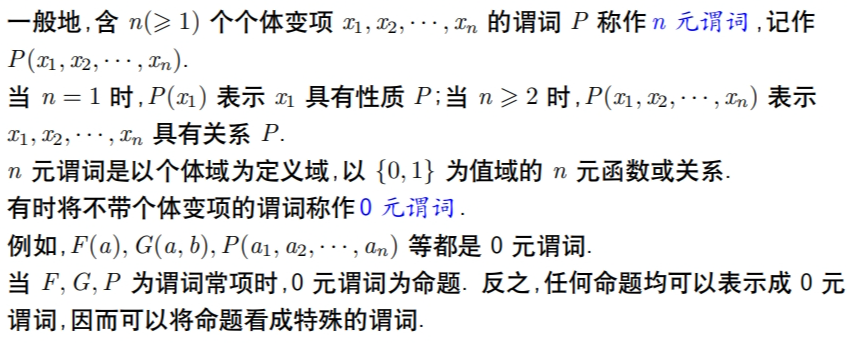 一般地,含 n(⩾ 1) 个个体变项 x₁, x₂, ⋯, xₙ 的谓词 P 称作 n 元谓词,记作
P(x₁, x₂, ⋯, xₙ).
当 n = 1 时,P(x₁) 表示 x₁ 具有性质 P;当 n ⩾ 2 时,P(x₁, x₂, ⋯, xₙ) 表示
x₁, x₂, ⋯, xₙ 具有关系 P.
n 元谓词是以个体域为定义域,以 {0, 1} 为值域的 n 元函数或关系.
有时将不带个体变项的谓词称作 0 元谓词.
例如,F(a), G(a, b), P(a₁, a₂, ⋯, aₙ) 等都是 0 元谓词.
当 F, G, P 为谓词常项时,0 元谓词为命题. 反之,任何命题均可以表示成 0 元
谓词,因而可以将命题看成特殊的谓词.